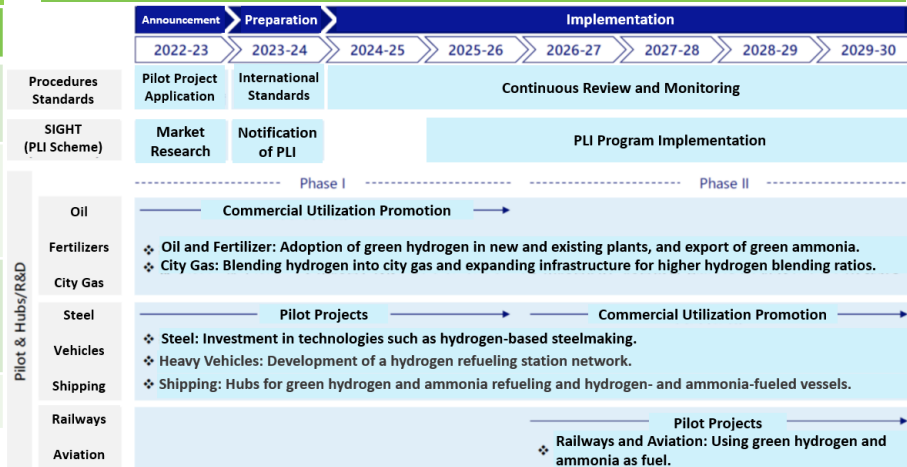 Announcement Preparation Implementation
2022-23 2023-24 2024-25 2025-26 2026-27 2027-28 2028-29 2029-30
Procedures
Standards
Pilot Project
Application
International
Standards
Continuous Review and Monitoring
SIGHT
(PLI Scheme)
Market
Research
Notification
of PLI
PLI Program Implementation
Phase I Phase II
Pilot & Hubs/R&D
Oil
Fertilizers
City Gas
Commercial Utilization Promotion
❖ Oil and Fertilizer: Adoption of green hydrogen in new and existing plants, and export of green ammonia.
❖ City Gas: Blending hydrogen into city gas and expanding infrastructure for higher hydrogen blending ratios.
Steel
Vehicles
Shipping
Pilot Projects Commercial Utilization Promotion
❖ Steel: Investment in technologies such as hydrogen-based steelmaking.
❖ Heavy Vehicles: Development of a hydrogen refueling station network.
❖ Shipping: Hubs for green hydrogen and ammonia refueling and hydrogen- and ammonia-fueled vessels.
Railways
Aviation
Pilot Projects
❖ Railways and Aviation: Using green hydrogen and
ammonia as fuel.